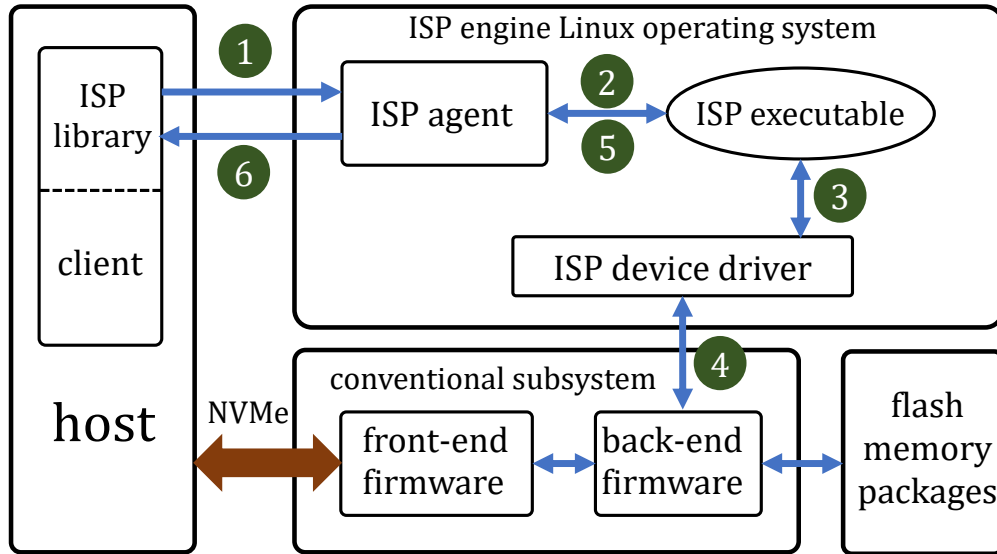 ISP engine Linux operating system
ISP
library
client
host
1
6
ISP agent
2
5
ISP executable
3
ISP device driver
4
conventional subsystem
NVMe
front-end
firmware
back-end
firmware
flash
memory
packages